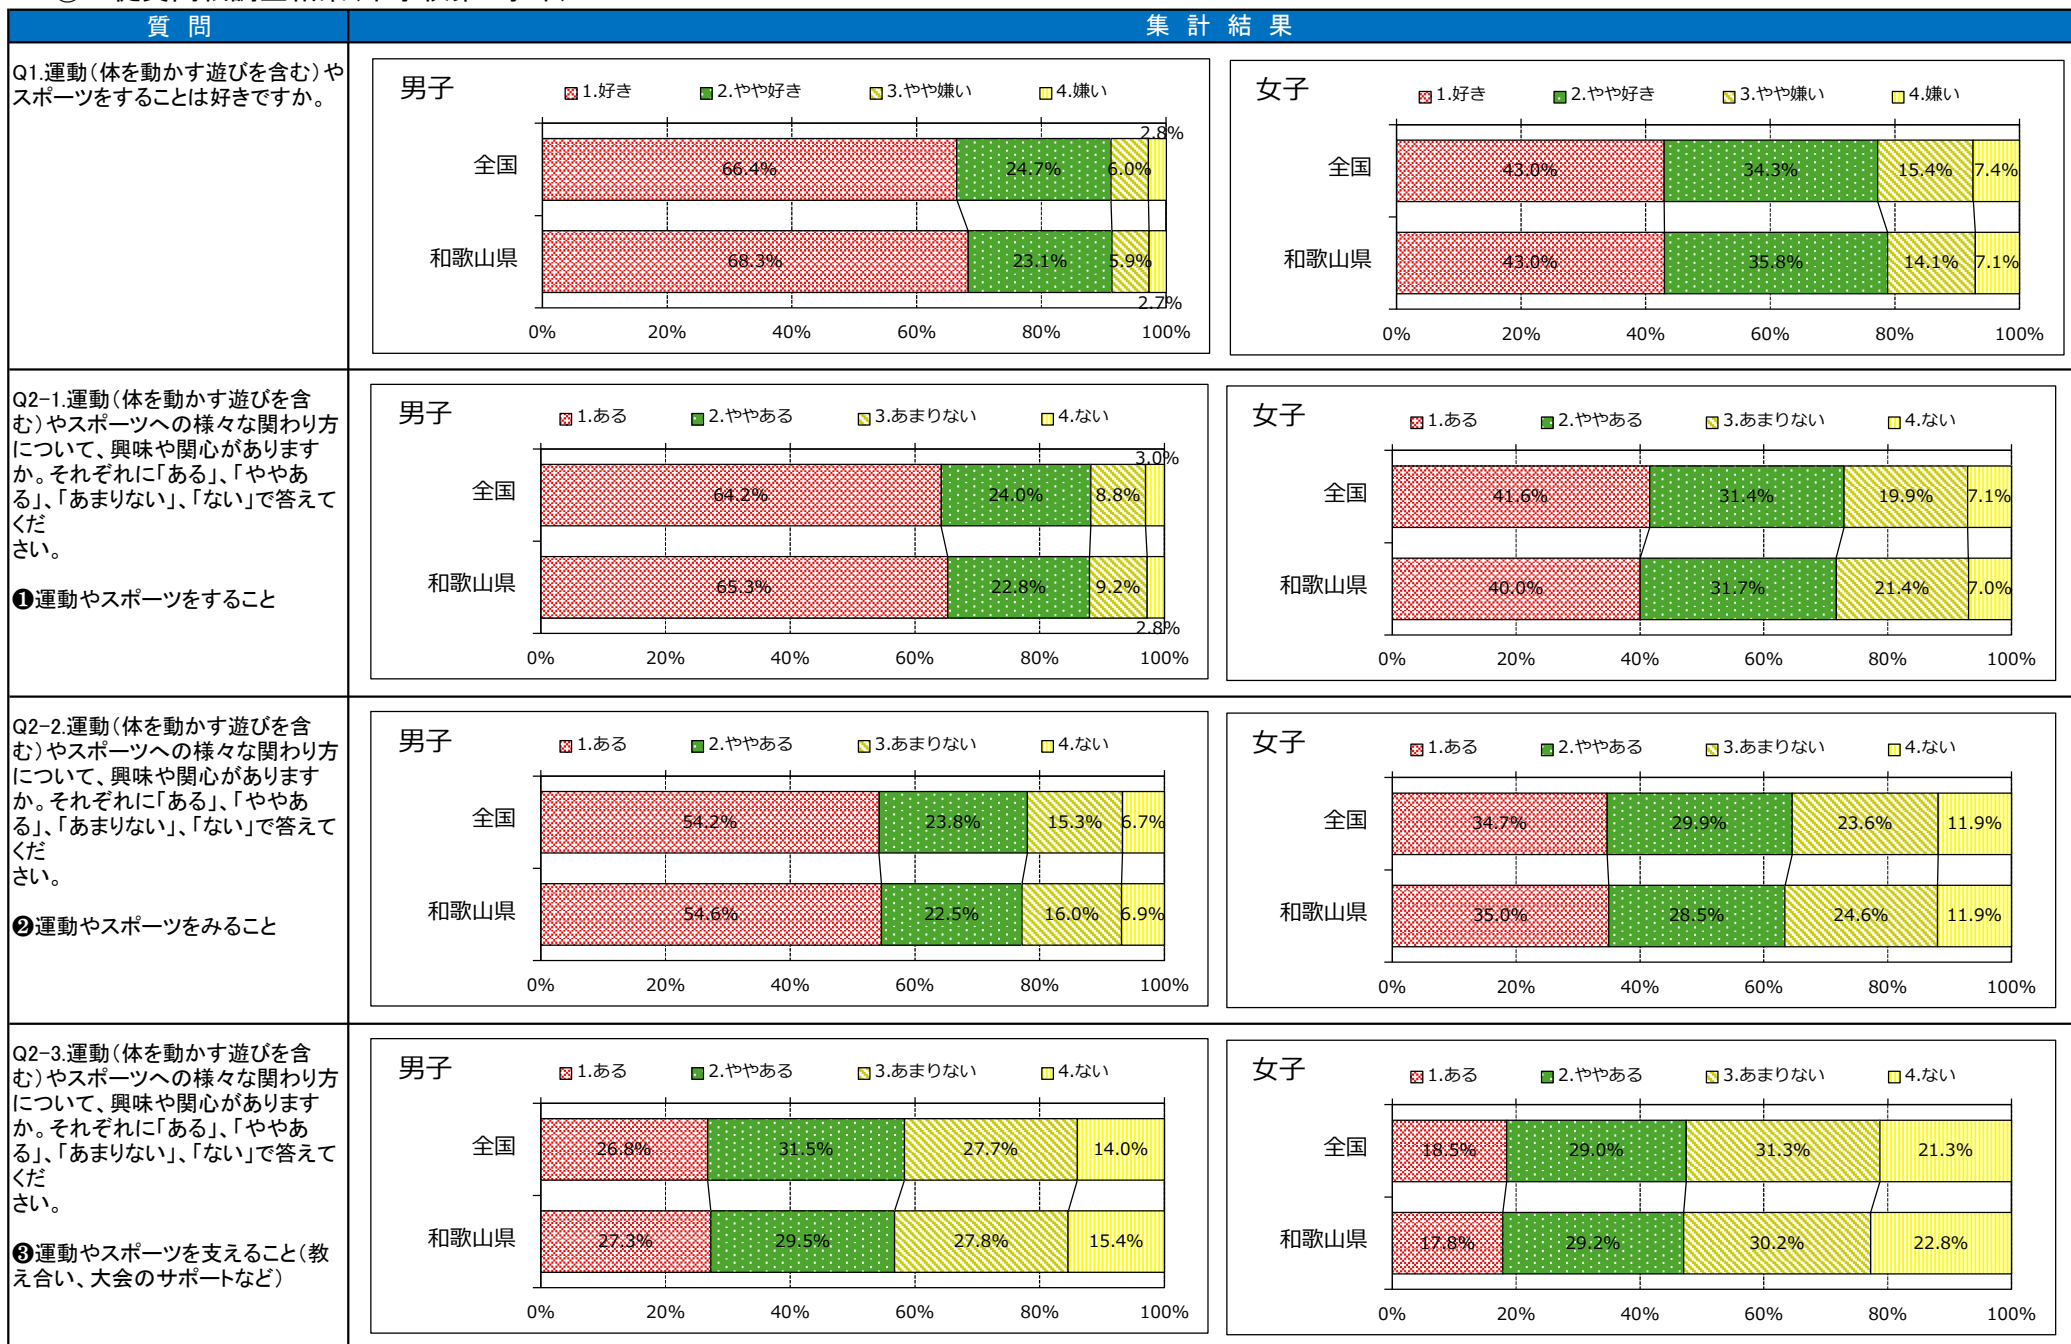 質 問
集 計 結 果
Q1.運動(体を動かす遊びを含む)や
スポーツをすることは好きですか。
男子
1.好き 2.やや好き 3.やや嫌い 4.嫌い
2.8%
全国 66.4% 24.7% 6.0%
和歌山県 68.3% 23.1% 5.9%
2.7%
0% 20% 40% 60% 80% 100%
女子
1.好き 2.やや好き 3.やや嫌い 4.嫌い
全国 43.0% 34.3% 15.4% 7.4%
和歌山県 43.0% 35.8% 14.1% 7.1%
0% 20% 40% 60% 80% 100%
Q2-1.運動(体を動かす遊びを含
む)やスポーツへの様々な関わり方
について、興味や関心があります
か。それぞれに「ある」、「ややあ
る」、「あまりない」、「ない」で答えて
くだ
さい。
❶運動やスポーツをすること
男子
1.ある 2.ややある 3.あまりない 4.ない
3.0%
全国 64.2% 24.0% 8.8%
和歌山県 65.3% 22.8% 9.2%
2.8%
0% 20% 40% 60% 80% 100%
女子
1.ある 2.ややある 3.あまりない 4.ない
全国 41.6% 31.4% 19.9% 7.1%
和歌山県 40.0% 31.7% 21.4% 7.0%
0% 20% 40% 60% 80% 100%
Q2-2.運動(体を動かす遊びを含
む)やスポーツへの様々な関わり方
について、興味や関心があります
か。それぞれに「ある」、「ややあ
る」、「あまりない」、「ない」で答えて
くだ
さい。
❷運動やスポーツをみること
男子
1.ある 2.ややある 3.あまりない 4.ない
全国 54.2% 23.8% 15.3% 6.7%
和歌山県 54.6% 22.5% 16.0% 6.9%
0% 20% 40% 60% 80% 100%
女子
1.ある 2.ややある 3.あまりない 4.ない
全国 34.7% 29.9% 23.6% 11.9%
和歌山県 35.0% 28.5% 24.6% 11.9%
0% 20% 40% 60% 80% 100%
Q2-3.運動(体を動かす遊びを含
む)やスポーツへの様々な関わり方
について、興味や関心があります
か。それぞれに「ある」、「ややあ
る」、「あまりない」、「ない」で答えて
くだ
さい。
❸運動やスポーツを支えること(教
え合い、大会のサポートなど)
男子
1.ある 2.ややある 3.あまりない 4.ない
全国 26.8% 31.5% 27.7% 14.0%
和歌山県 27.3% 29.5% 27.8% 15.4%
0% 20% 40% 60% 80% 100%
女子
1.ある 2.ややある 3.あまりない 4.ない
全国 18.5% 29.0% 31.3% 21.3%
和歌山県 17.8% 29.2% 30.2% 22.8%
0% 20% 40% 60% 80% 100%